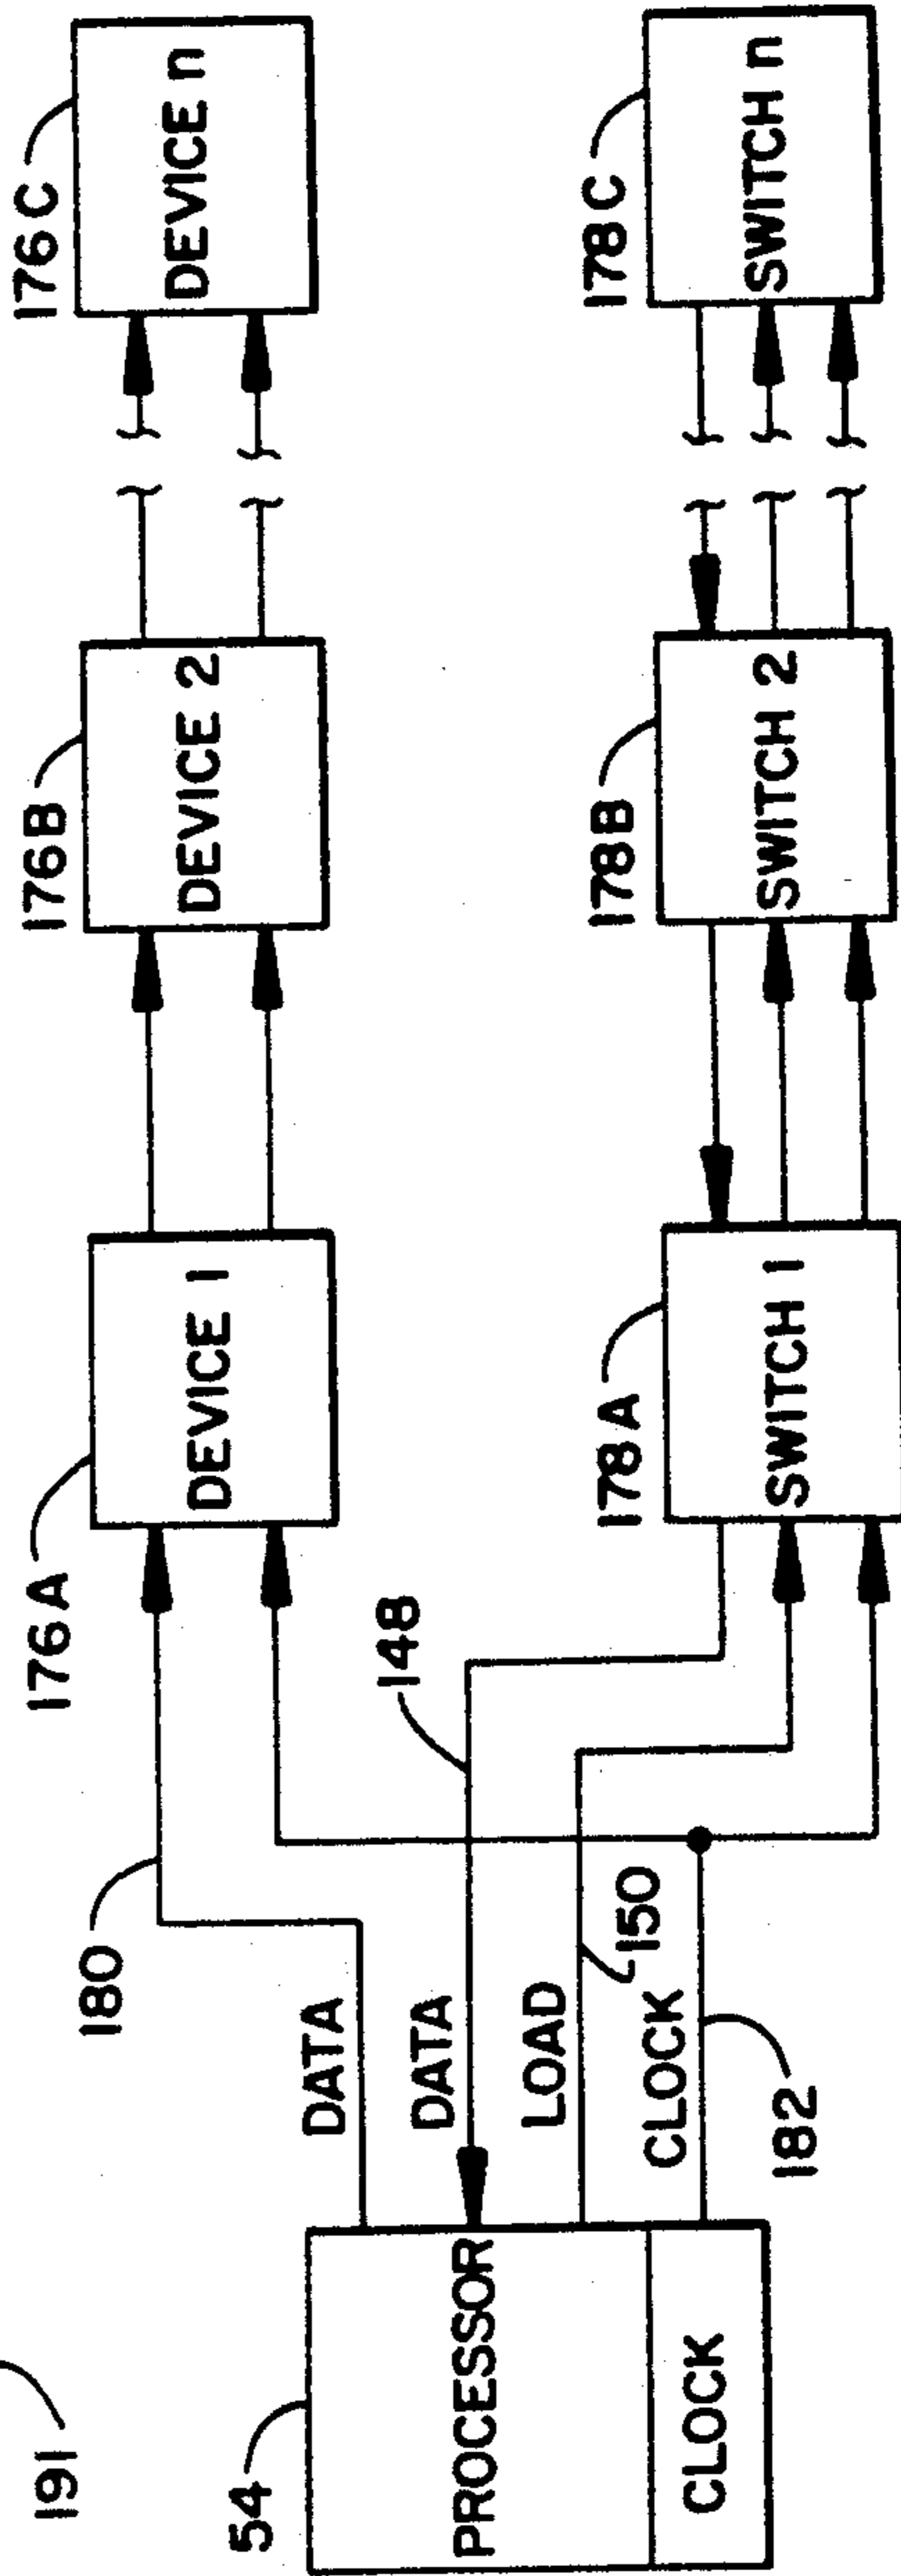 191
54
PROCESSOR
CLOCK
DATA
DATA
LOAD
CLOCK
180
148
150
182
176A
DEVICE 1
176B
DEVICE 2
176C
DEVICE n
178A
SWITCH 1
178B
SWITCH 2
178C
SWITCH n